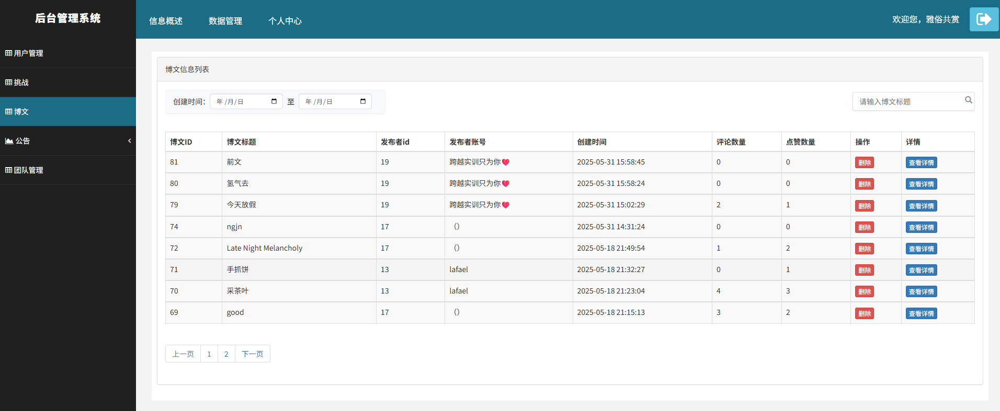 后台管理系统
信息概述 数据管理 个人中心
欢迎您，雅俗共赏
用户管理
挑战
博文
公告
团队管理
博文信息列表
创建时间： 年 /月/日 至 年 /月/日
请输入博文标题
博文ID 博文标题 发布者id 发布者账号 创建时间 评论数量 点赞数量 操作 详情
81 前文 19 跨越实训只为你❤️ 2025-05-31 15:58:45 0 0 删除 查看详情
80 氢气去 19 跨越实训只为你❤️ 2025-05-31 15:58:24 0 0 删除 查看详情
79 今天放假 19 跨越实训只为你❤️ 2025-05-31 15:02:29 2 1 删除 查看详情
74 ngjn 17 （） 2025-05-31 14:31:24 0 0 删除 查看详情
72 Late Night Melancholy 17 （） 2025-05-18 21:49:54 1 2 删除 查看详情
71 手抓饼 13 lafael 2025-05-18 21:32:27 0 1 删除 查看详情
70 采茶叶 13 lafael 2025-05-18 21:23:04 4 3 删除 查看详情
69 good 17 （） 2025-05-18 21:15:13 3 2 删除 查看详情
上一页 1 2 下一页